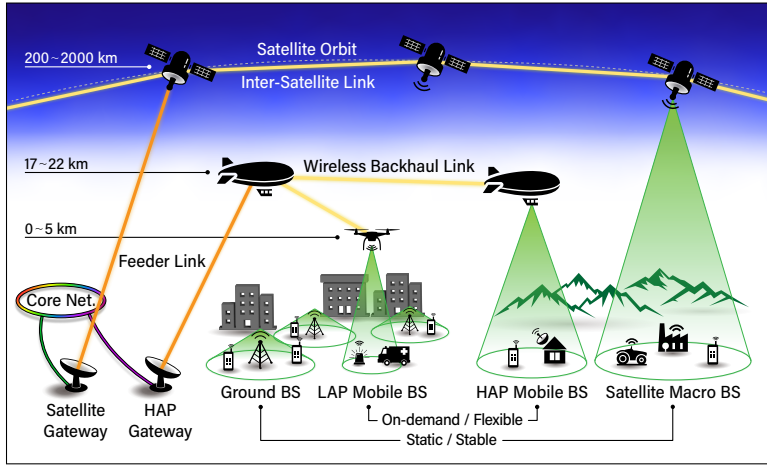 Satellite Orbit
200~2000 km
Inter-Satellite Link
17~22 km
Wireless Backhaul Link
0~5 km
Feeder Link
Core Net.
Ground BS
LAP Mobile BS
HAP Mobile BS
Satellite Macro BS
Satellite
Gateway
HAP
Gateway
On-demand / Flexible
Static / Stable